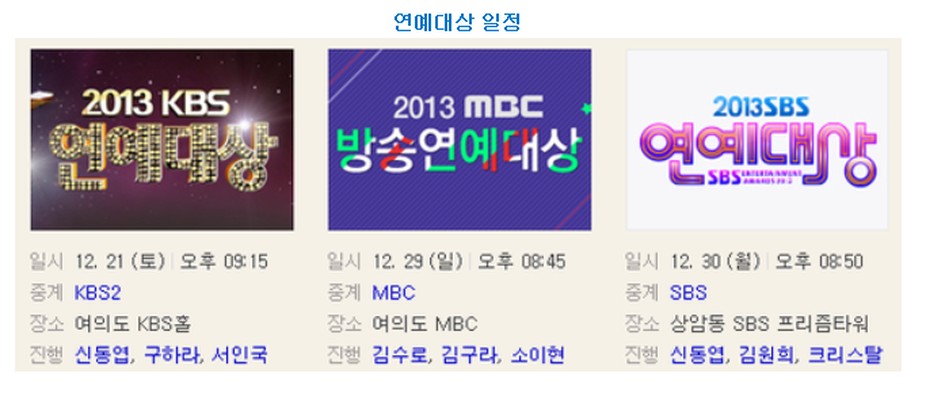 연예대상 일정
2013 KBS
연예대상
일시 12. 21 (토) | 오후 09:15
중계 KBS2
장소 여의도 KBS홀
진행 신동엽, 구하라, 서인국
2013 MBC
방송연예대상
일시 12. 29 (일) | 오후 08:45
중계 MBC
장소 여의도 MBC
진행 김수로, 김구라, 소이현
2013SBS
연예대상
SBS ENTERTAINMENT
AWARDS 2013
일시 12. 30 (월) | 오후 08:50
중계 SBS
장소 상암동 SBS 프리즘타워
진행 신동엽, 김원희, 크리스탈